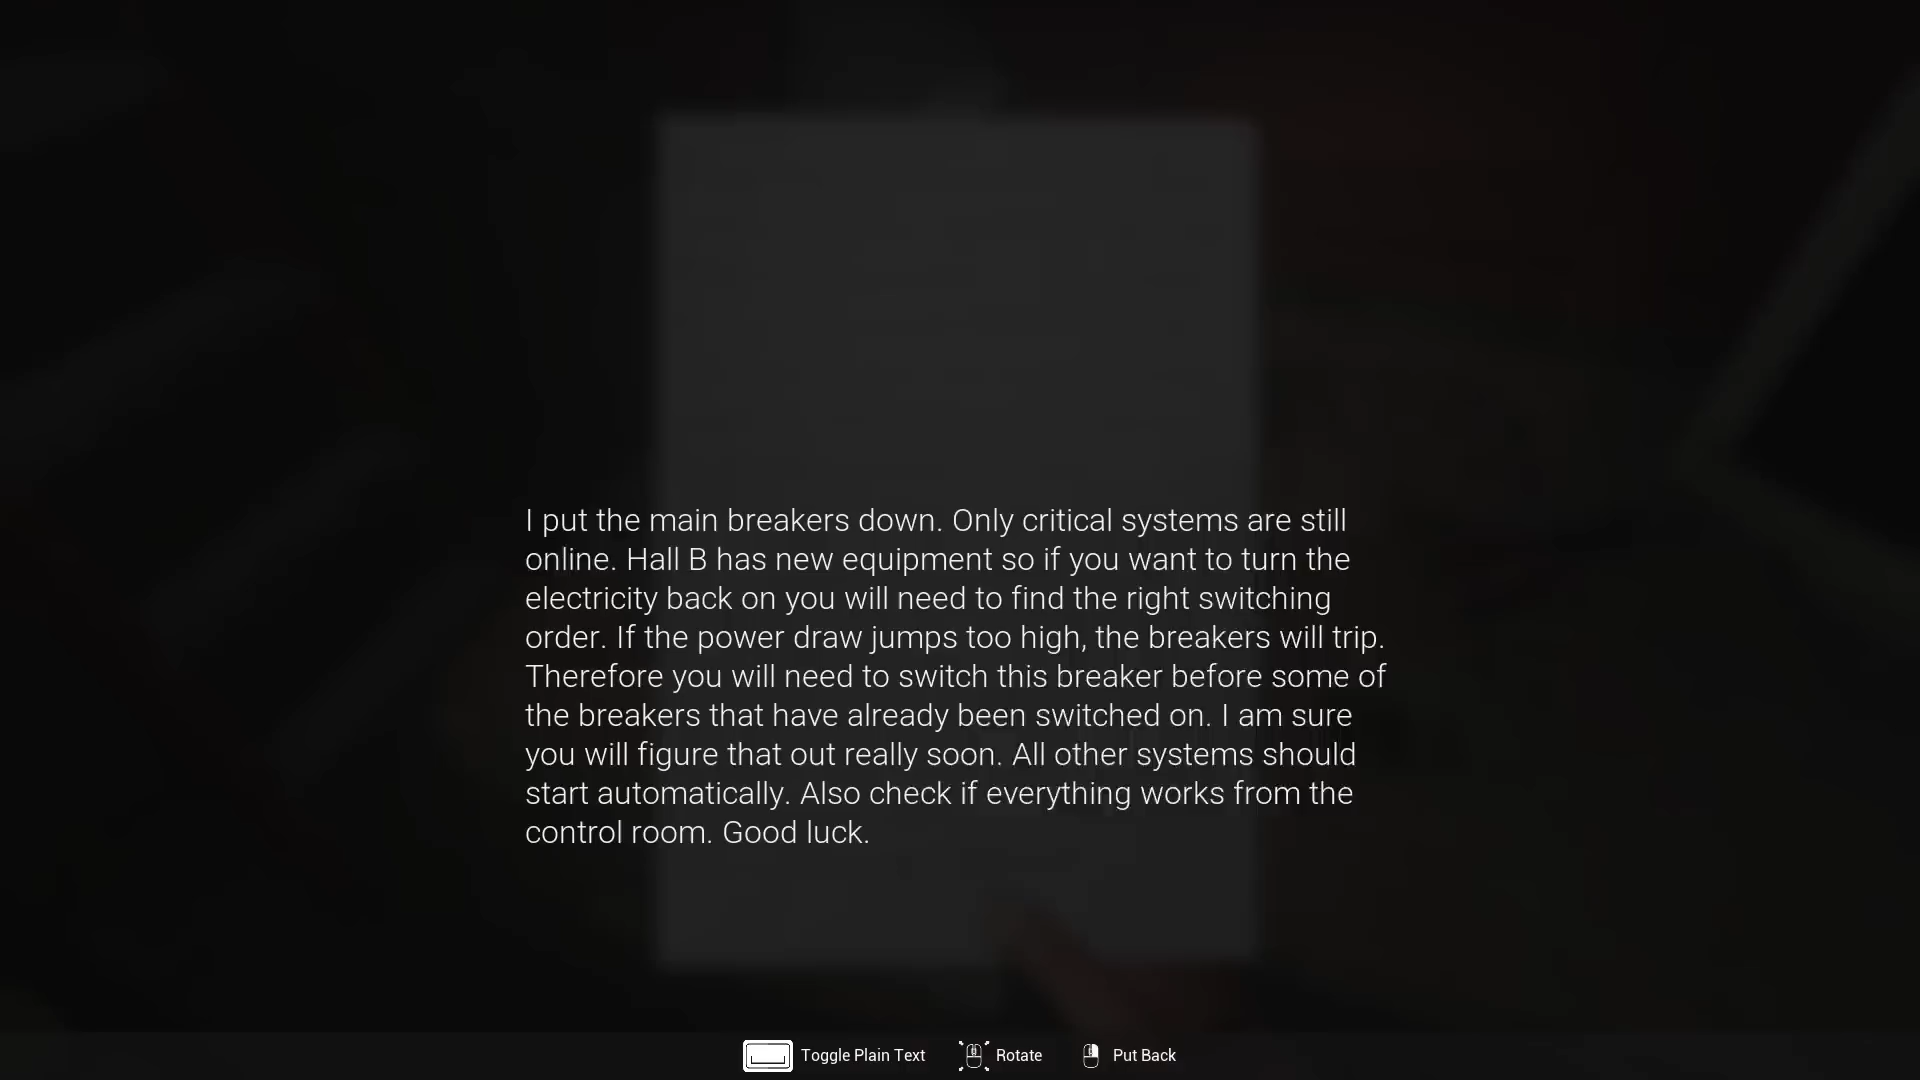 I put the main breakers down. Only critical systems are still
online. Hall B has new equipment so if you want to turn the
electricity back on you will need to find the right switching
order. If the power draw jumps too high, the breakers will trip.
Therefore you will need to switch this breaker before some of
the breakers that have already been switched on. I am sure
you will figure that out really soon. All other systems should
start automatically. Also check if everything works from the
control room. Good luck.
Toggle Plain Text Rotate Put Back